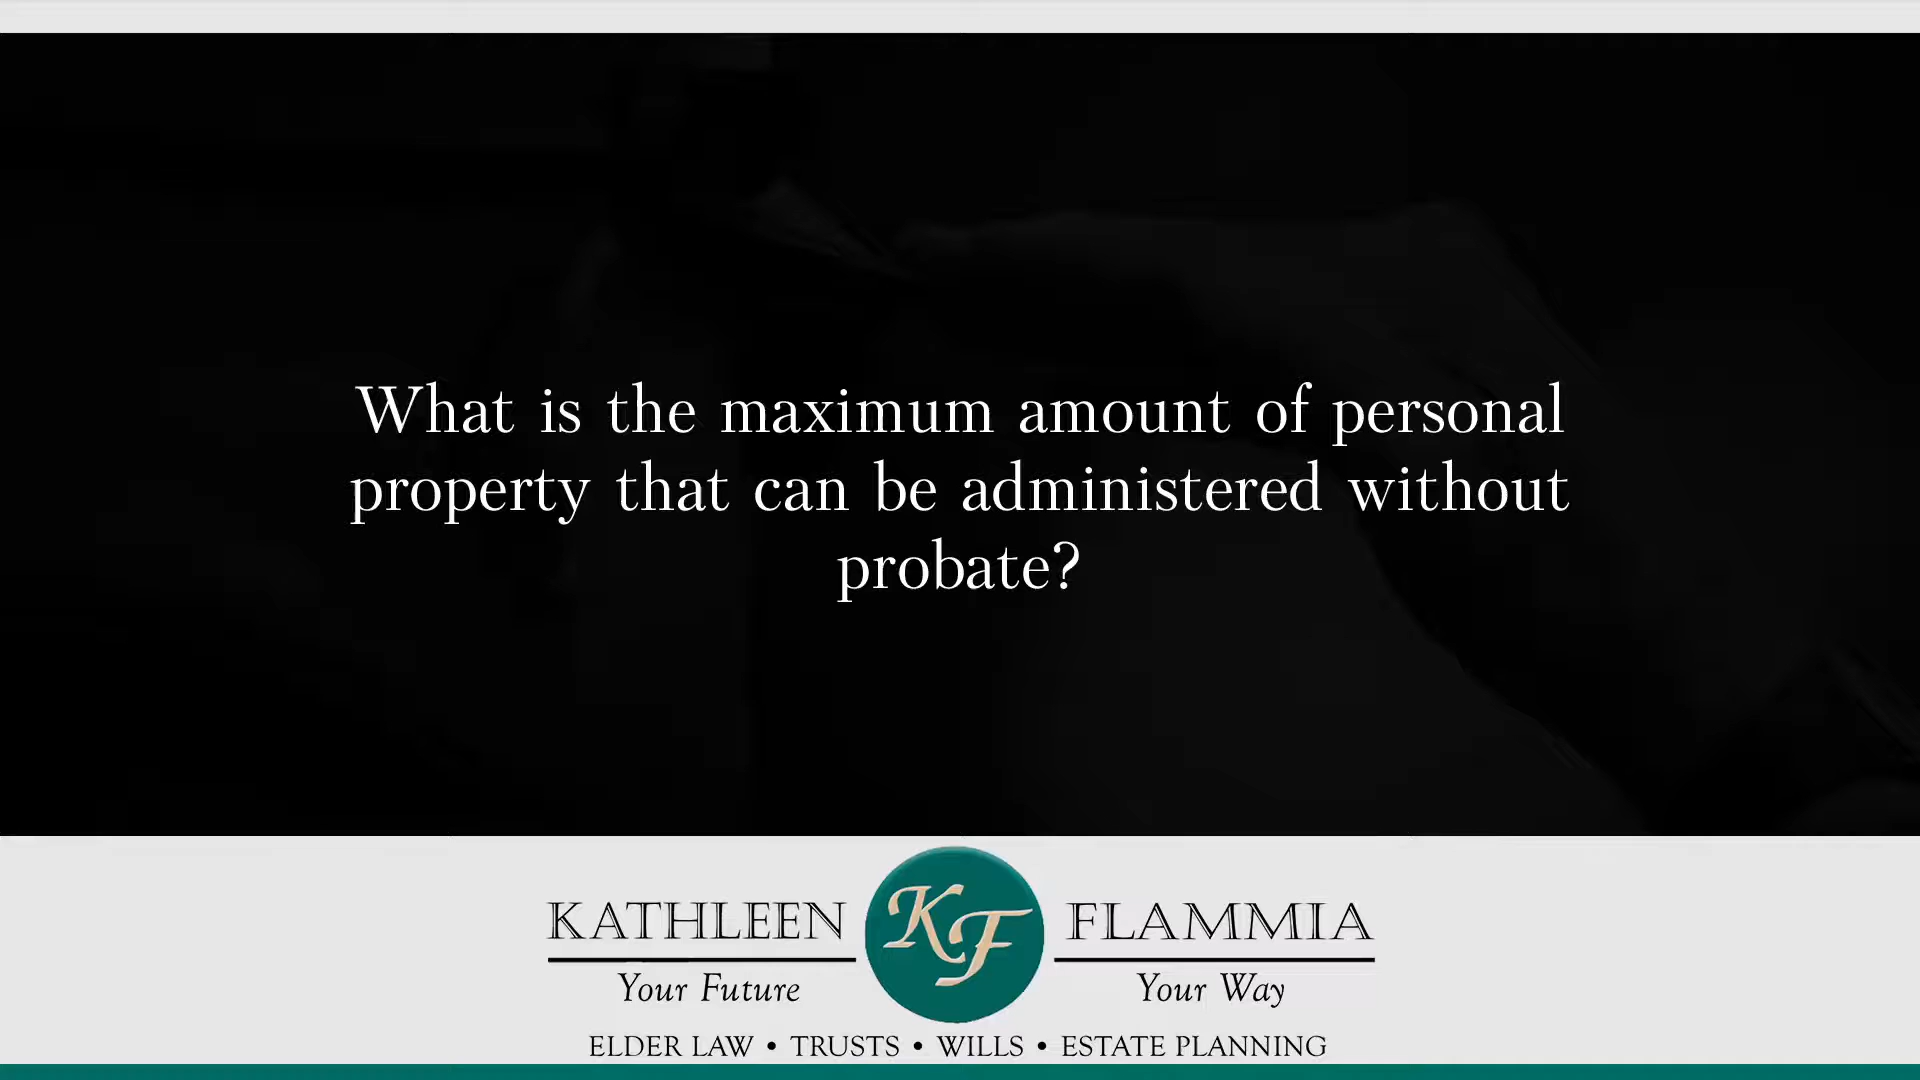 What is the maximum amount of personal
property that can be administered without
probate?
KATHLEEN KF FLAMMIA
Your Future Your Way
ELDER LAW • TRUSTS • WILLS • ESTATE PLANNING